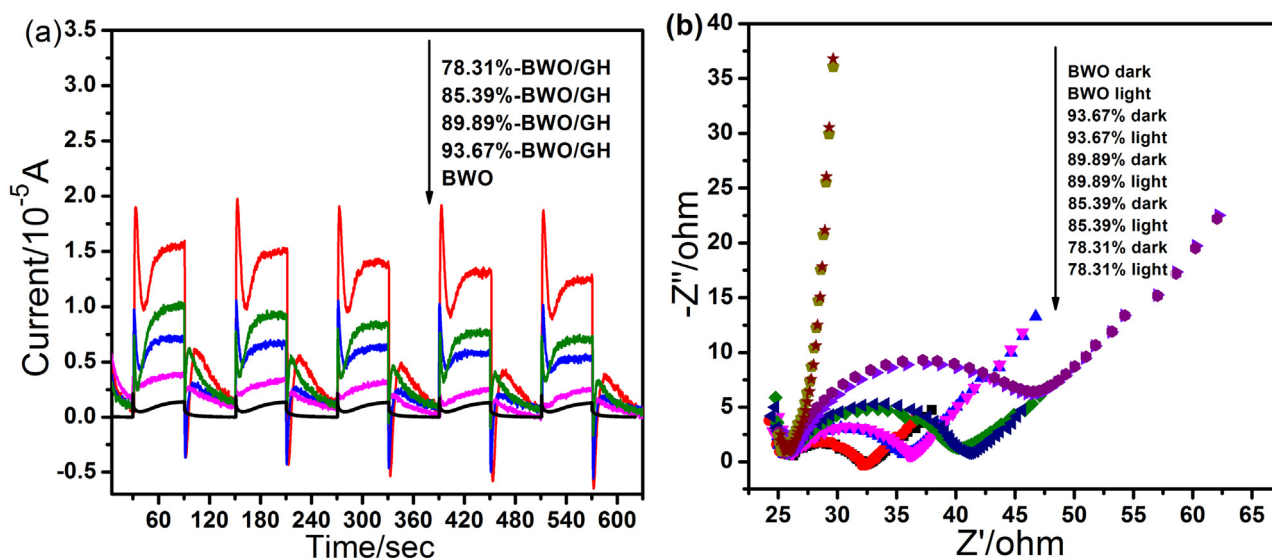 (a)
Current/10⁻⁵A
3.5
3.0
2.5
2.0
1.5
1.0
0.5
0.0
-0.5
78.31%-BWO/GH
85.39%-BWO/GH
89.89%-BWO/GH
93.67%-BWO/GH
BWO
60 120 180 240 300 360 420 480 540 600
Time/sec
(b)
-Z''/ohm
40
35
30
25
20
15
10
5
0
BWO dark
BWO light
93.67% dark
93.67% light
89.89% dark
89.89% light
85.39% dark
85.39% light
78.31% dark
78.31% light
25 30 35 40 45 50 55 60 65
Z'/ohm